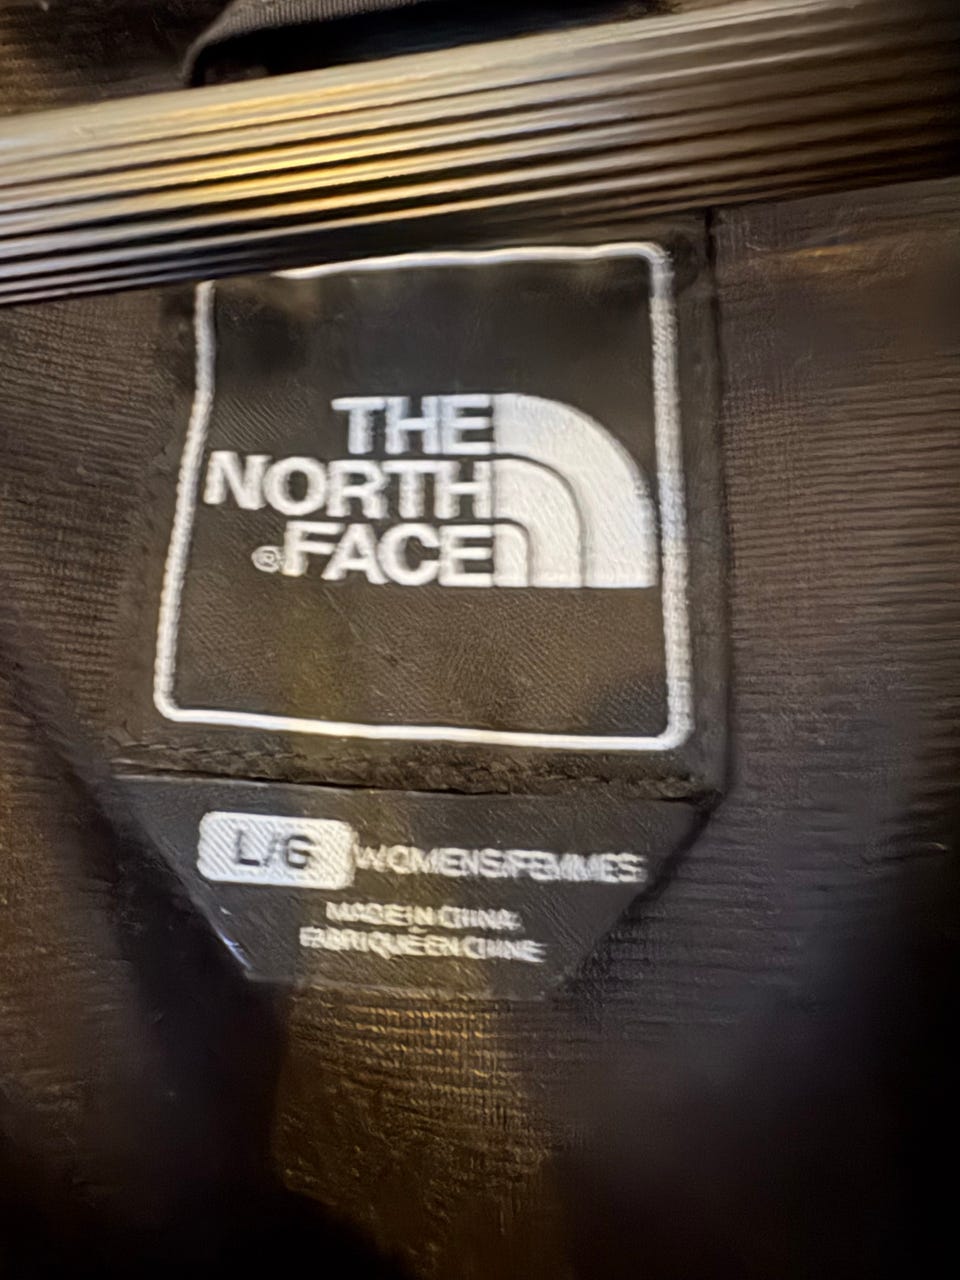 THE
NORTH
®FACE
L/G WOMENS/FEMMES
MADE IN CHINA
FABRIQUÉ EN CHINE